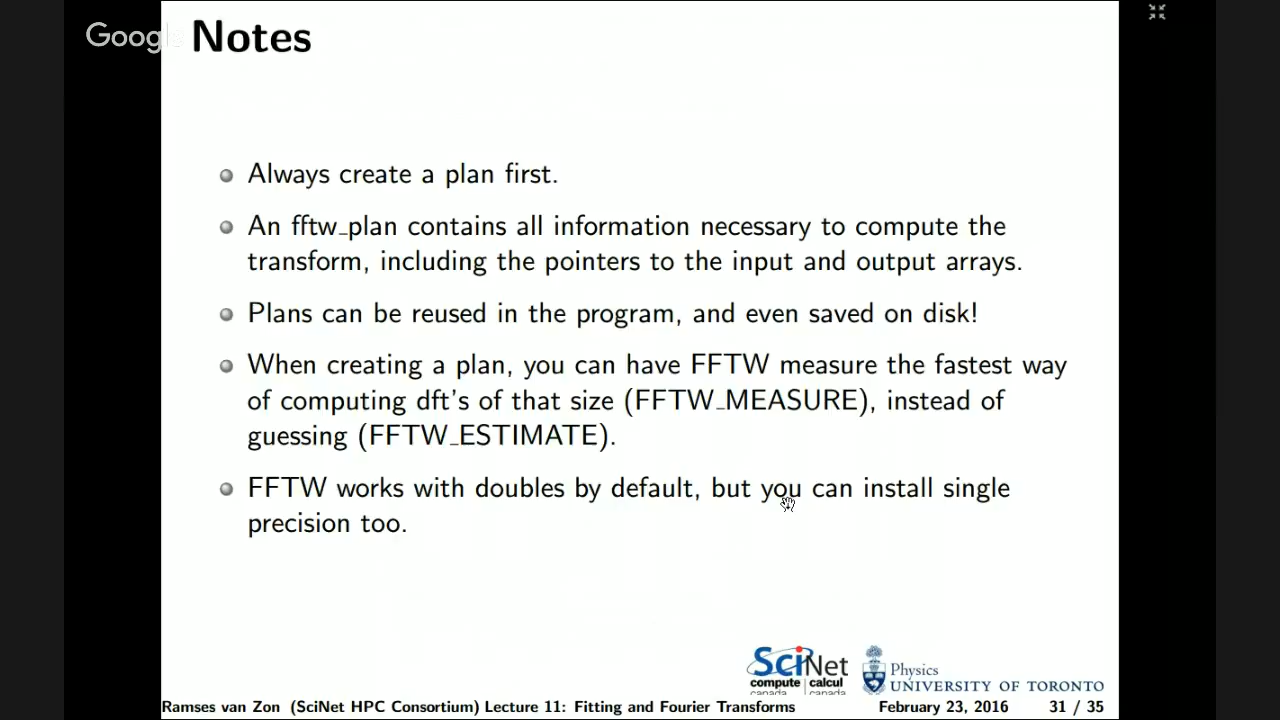 Google
Notes
Always create a plan first.
An fftw_plan contains all information necessary to compute the
transform, including the pointers to the input and output arrays.
Plans can be reused in the program, and even saved on disk!
When creating a plan, you can have FFTW measure the fastest way
of computing dft's of that size (FFTW_MEASURE), instead of
guessing (FFTW_ESTIMATE).
FFTW works with doubles by default, but you can install single
precision too.
SciNet
compute | calcul
canada | canada
Physics
UNIVERSITY OF TORONTO
Ramses van Zon (SciNet HPC Consortium) Lecture 11: Fitting and Fourier Transforms February 23, 2016 31 / 35